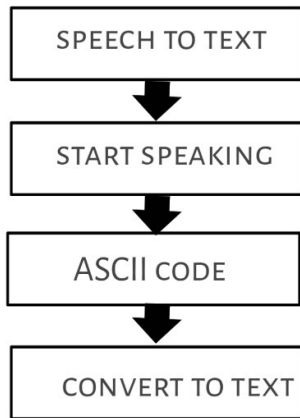 SPEECH TO TEXT
START SPEAKING
ASCII CODE
CONVERT TO TEXT